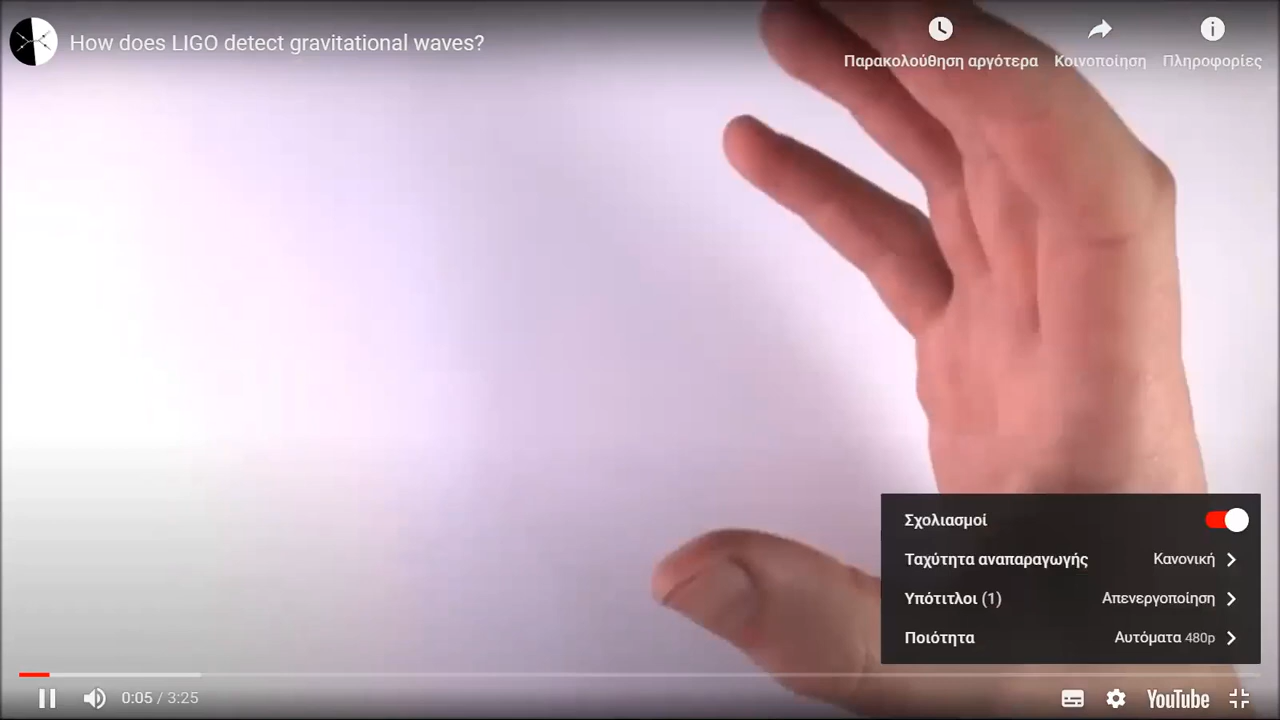 How does LIGO detect gravitational waves?
Παρακολούθηση αργότερα
Κοινοποίηση
Πληροφορίες
Σχολιασμοί
Ταχύτητα αναπαραγωγής Κανονική
Υπότιτλοι (1) Απενεργοποίηση
Ποιότητα Αυτόματα 480p
0:05 / 3:25
YouTube